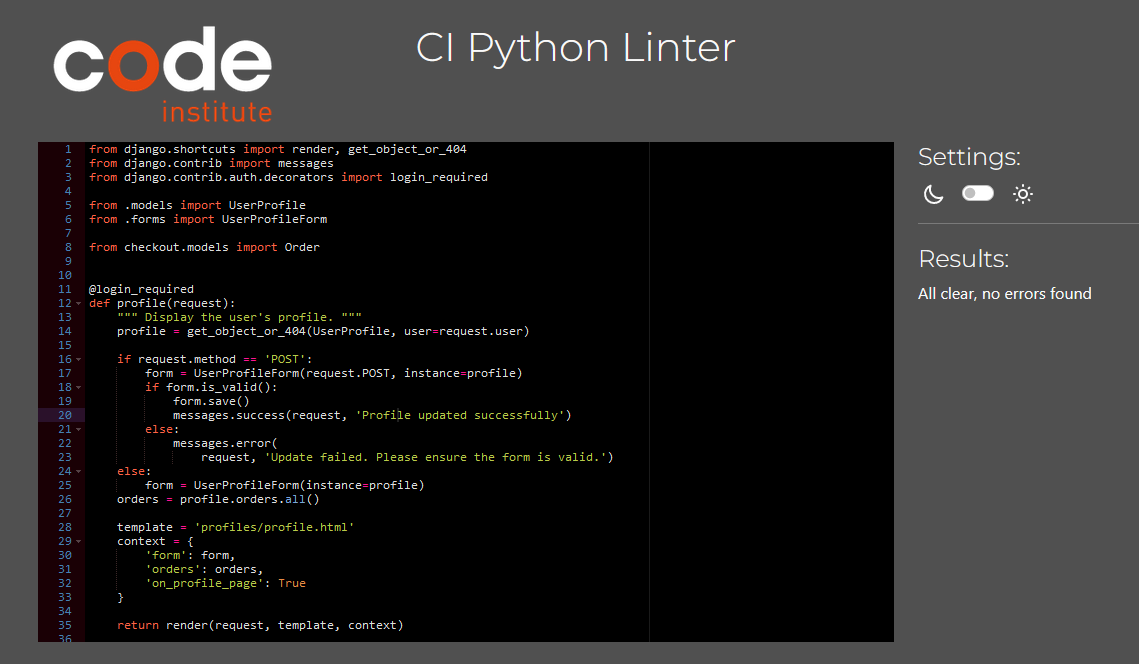 code
institute
CI Python Linter
1 from django.shortcuts import render, get_object_or_404
2 from django.contrib import messages
3 from django.contrib.auth.decorators import login_required
4
5 from .models import UserProfile
6 from .forms import UserProfileForm
7
8 from checkout.models import Order
9
10
11 @login_required
12 def profile(request):
13     """ Display the user's profile. """
14     profile = get_object_or_404(UserProfile, user=request.user)
15
16     if request.method == 'POST':
17         form = UserProfileForm(request.POST, instance=profile)
18         if form.is_valid():
19             form.save()
20             messages.success(request, 'Profile updated successfully')
21         else:
22             messages.error(
23                 request, 'Update failed. Please ensure the form is valid.')
24     else:
25         form = UserProfileForm(instance=profile)
26     orders = profile.orders.all()
27
28     template = 'profiles/profile.html'
29     context = {
30         'form': form,
31         'orders': orders,
32         'on_profile_page': True
33     }
34
35     return render(request, template, context)
36
Settings:
Results:
All clear, no errors found